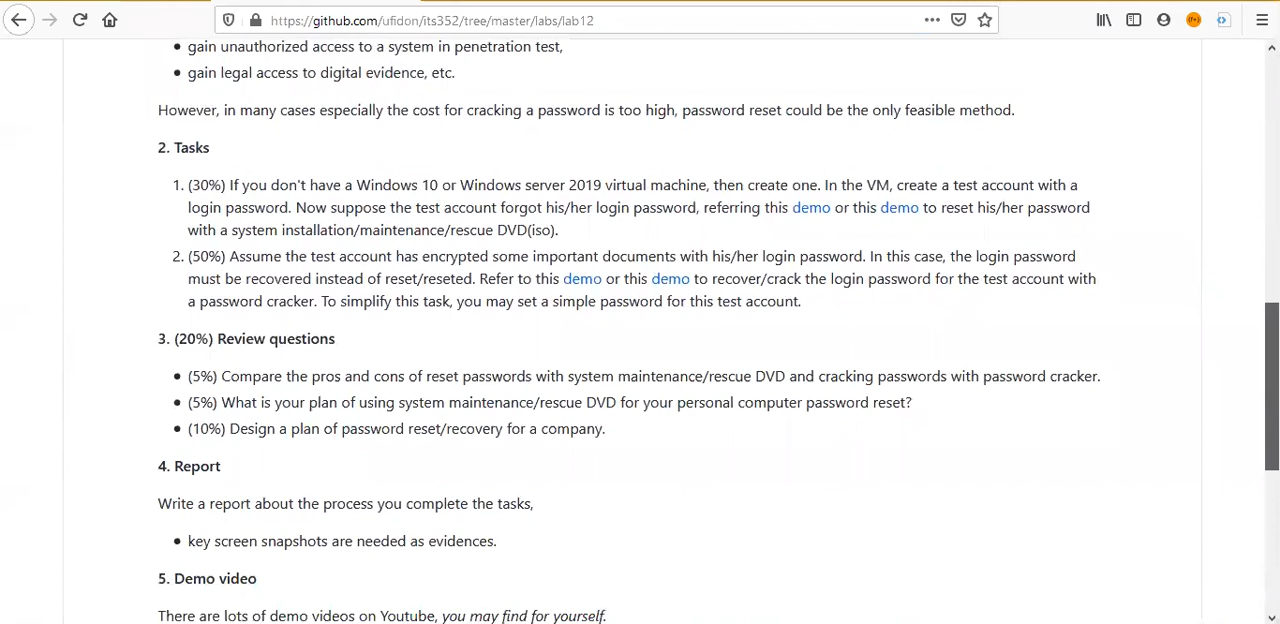 https://github.com/ufidon/its352/tree/master/labs/lab12
• gain unauthorized access to a system in penetration test,
• gain legal access to digital evidence, etc.
However, in many cases especially the cost for cracking a password is too high, password reset could be the only feasible method.
2. Tasks
1. (30%) If you don't have a Windows 10 or Windows server 2019 virtual machine, then create one. In the VM, create a test account with a
login password. Now suppose the test account forgot his/her login password, referring this demo or this demo to reset his/her password
with a system installation/maintenance/rescue DVD(iso).
2. (50%) Assume the test account has encrypted some important documents with his/her login password. In this case, the login password
must be recovered instead of reset/reseted. Refer to this demo or this demo to recover/crack the login password for the test account with
a password cracker. To simplify this task, you may set a simple password for this test account.
3. (20%) Review questions
• (5%) Compare the pros and cons of reset passwords with system maintenance/rescue DVD and cracking passwords with password cracker.
• (5%) What is your plan of using system maintenance/rescue DVD for your personal computer password reset?
• (10%) Design a plan of password reset/recovery for a company.
4. Report
Write a report about the process you complete the tasks,
• key screen snapshots are needed as evidences.
5. Demo video
There are lots of demo videos on Youtube, you may find for yourself.